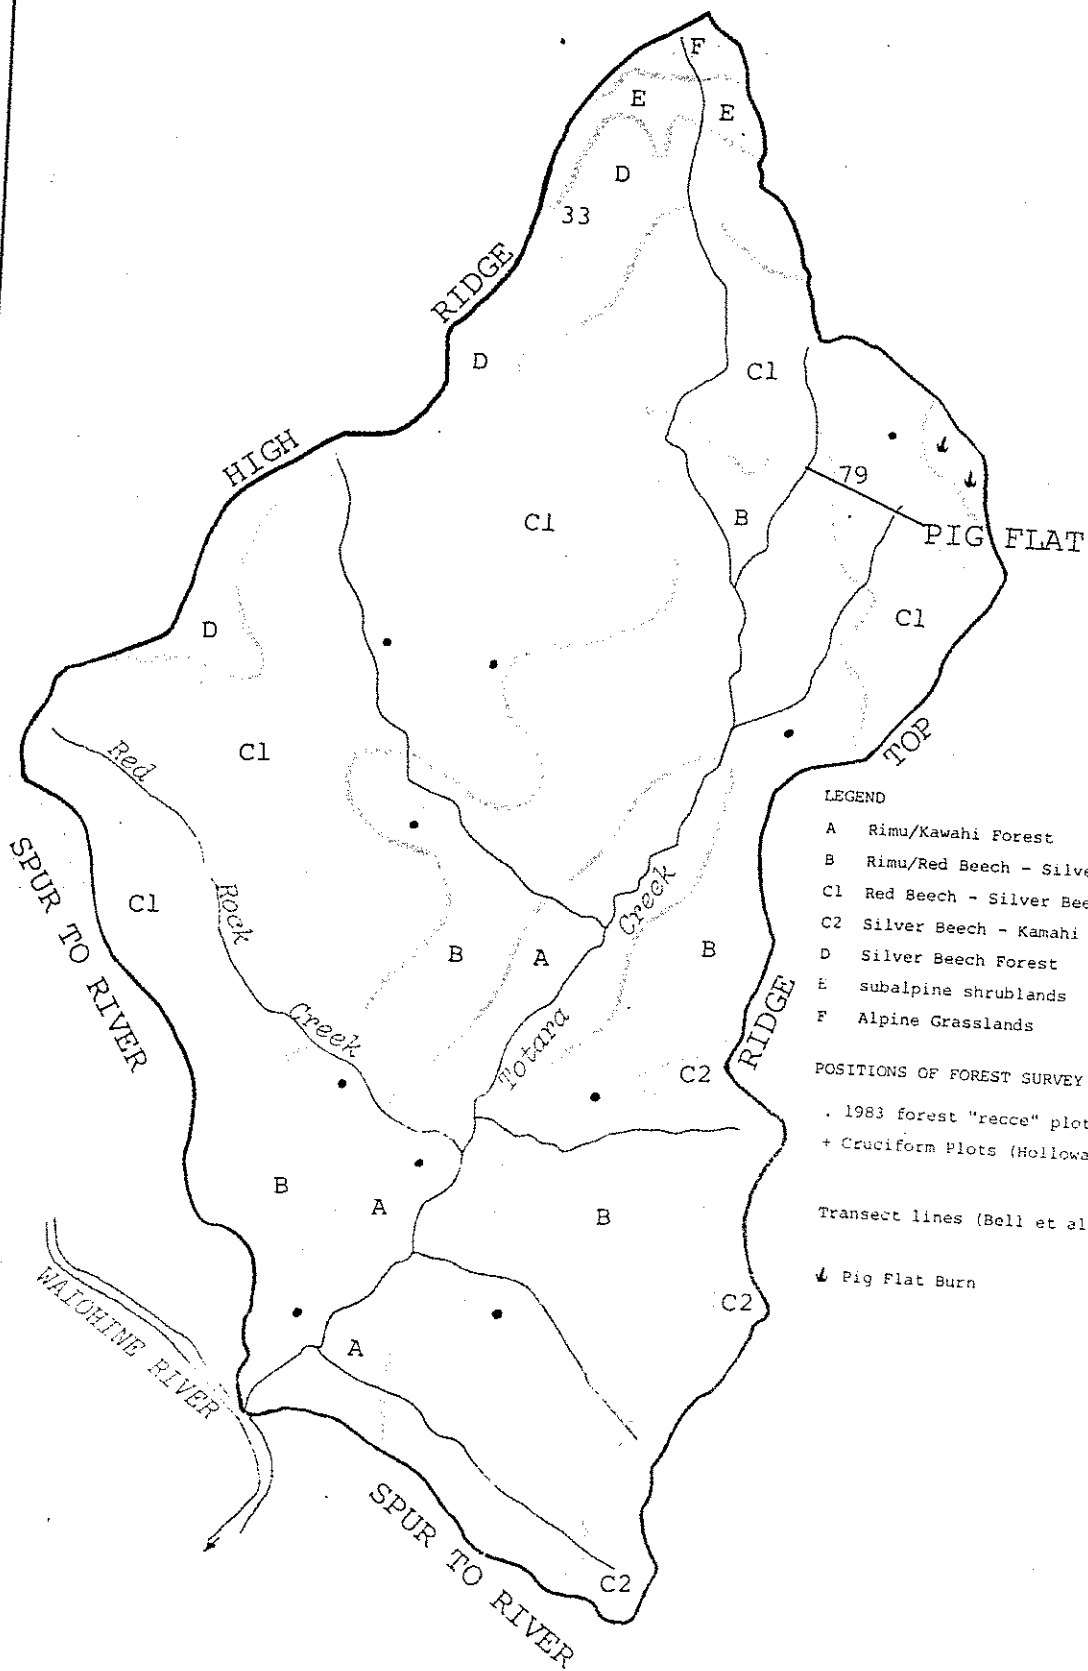 F
E
E
D
33
HIGH RIDGE
D
C1
79
C1
B
PIG FLAT
C1
D
C1
TOP RIDGE
Red Rock Creek
SPUR TO RIVER
C1
Totara Creek
B
A
B
C2
B
A
B
C2
WAIOHINE RIVER
A
SPUR TO RIVER
C2
LEGEND
A Rimu/Kawahi Forest
B Rimu/Red Beech - Silve
C1 Red Beech - Silver Bee
C2 Silver Beech - Kamahi
D Silver Beech Forest
E subalpine shrublands
F Alpine Grasslands
POSITIONS OF FOREST SURVEY
. 1983 forest "recce" plot
+ Cruciform Plots (Hollowa
Transect lines (Bell et al
Pig Flat Burn